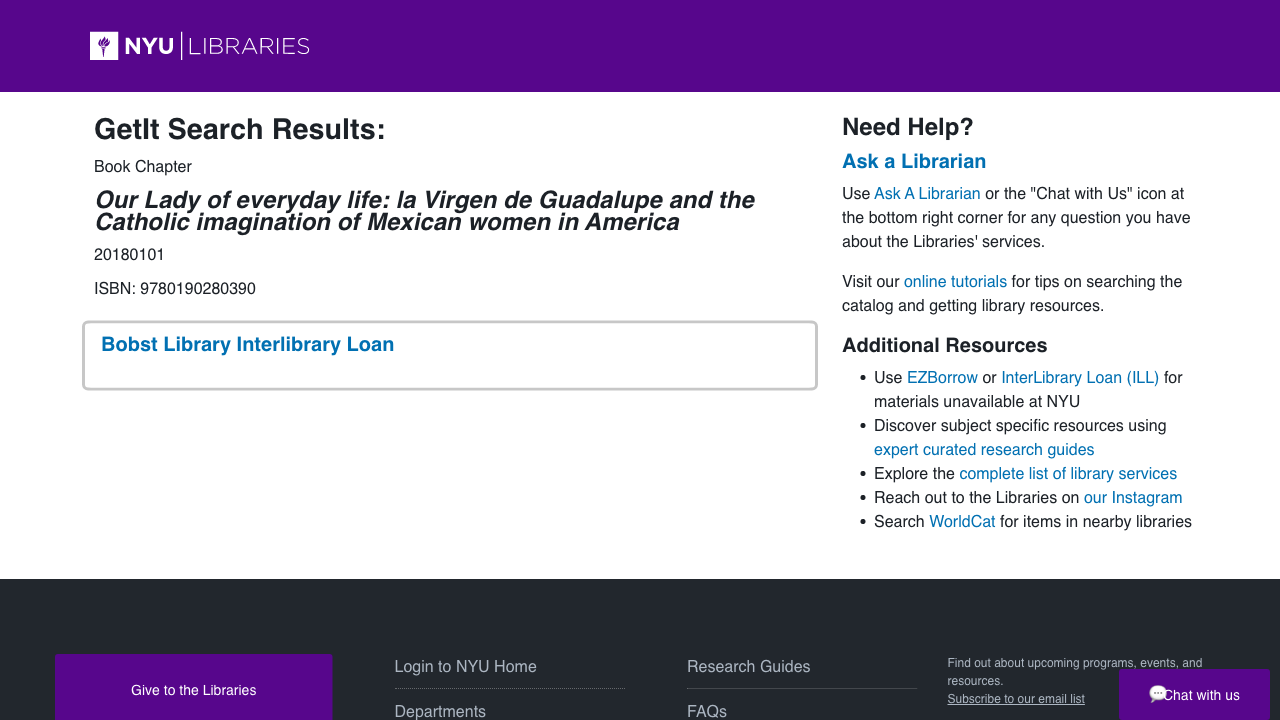 NYU LIBRARIES
GetIt Search Results:
Book Chapter
Our Lady of everyday life: la Virgen de Guadalupe and the
Catholic imagination of Mexican women in America
20180101
ISBN: 9780190280390
Bobst Library Interlibrary Loan
Need Help?
Ask a Librarian
Use Ask A Librarian or the "Chat with Us" icon at
the bottom right corner for any question you have
about the Libraries' services.
Visit our online tutorials for tips on searching the
catalog and getting library resources.
Additional Resources
• Use EZBorrow or InterLibrary Loan (ILL) for
materials unavailable at NYU
• Discover subject specific resources using
expert curated research guides
• Explore the complete list of library services
• Reach out to the Libraries on our Instagram
• Search WorldCat for items in nearby libraries
Give to the Libraries
Login to NYU Home
Departments
Research Guides
FAQs
Find out about upcoming programs, events, and
resources.
Subscribe to our email list
Chat with us